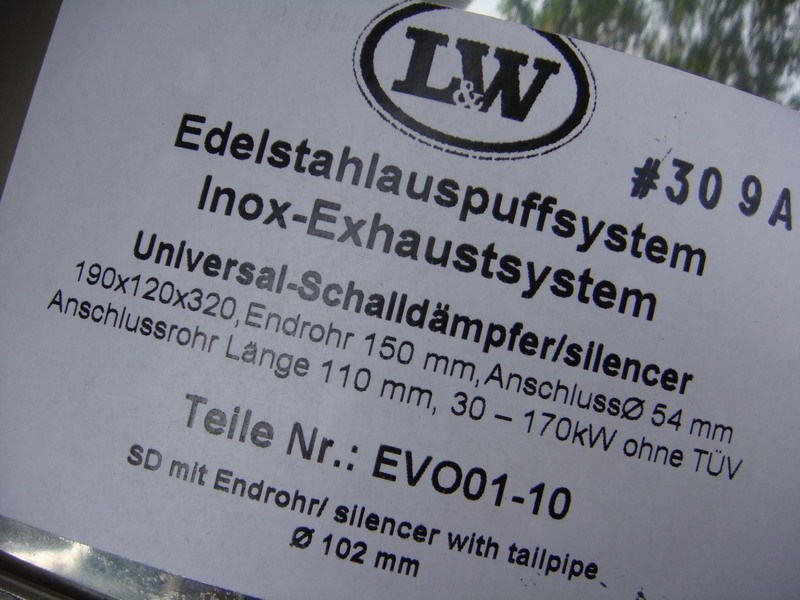 L&W
#309A
Edelstahlauspuffsystem
Inox-Exhaustsystem
Universal-Schalldämpfer/silencer
190x120x320, Endrohr 150 mm, AnschlussØ 54 mm
Anschlussrohr Länge 110 mm, 30 – 170kW ohne TÜV
Teile Nr.: EVO01-10
SD mit Endrohr/ silencer with tailpipe
Ø 102 mm